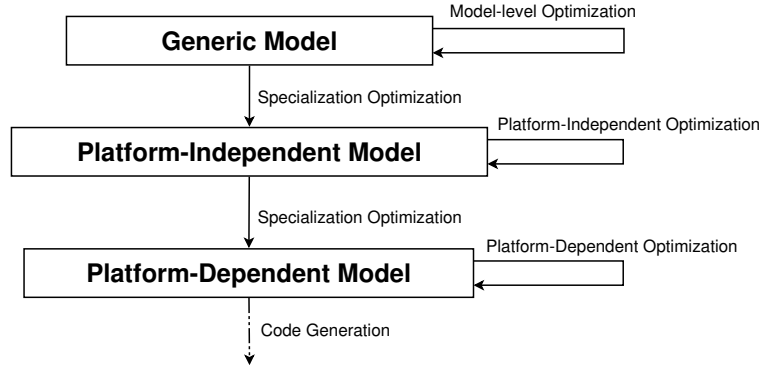 Model-level Optimization
Generic Model
Specialization Optimization
Platform-Independent Optimization
Platform-Independent Model
Specialization Optimization
Platform-Dependent Optimization
Platform-Dependent Model
Code Generation